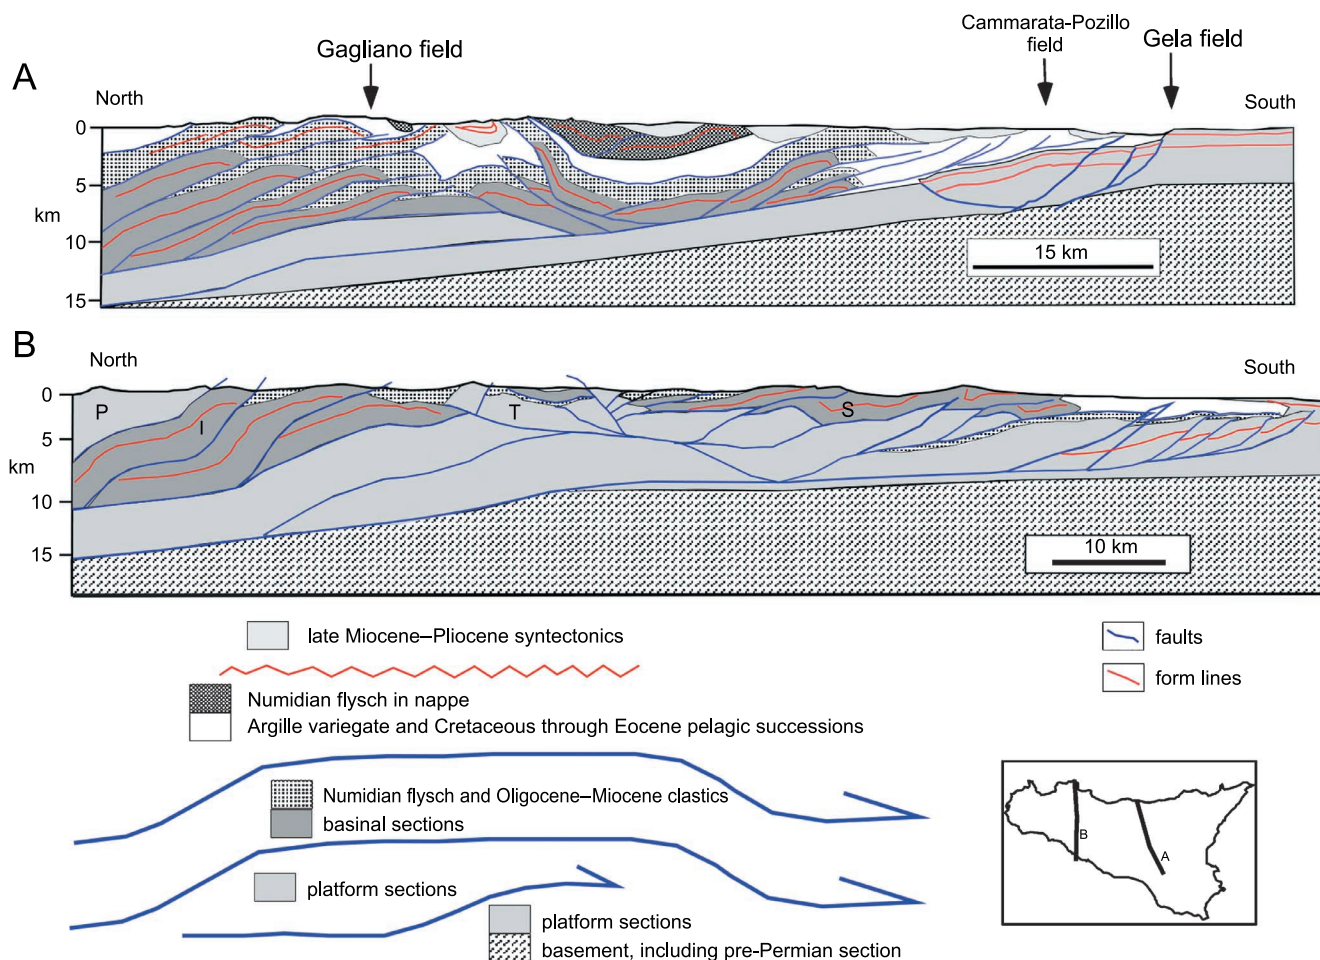 Cammarata-Pozillo
field
Gagliano field
Gela field
A
North
South
0
5
km
10
15
15 km
B
North
South
0
P
I
T
S
5
km
10
15
10 km
late Miocene–Pliocene syntectonics
faults
form lines
Numidian flysch in nappe
Argille variegate and Cretaceous through Eocene pelagic successions
Numidian flysch and Oligocene–Miocene clastics
basinal sections
platform sections
platform sections
basement, including pre-Permian section
B
A